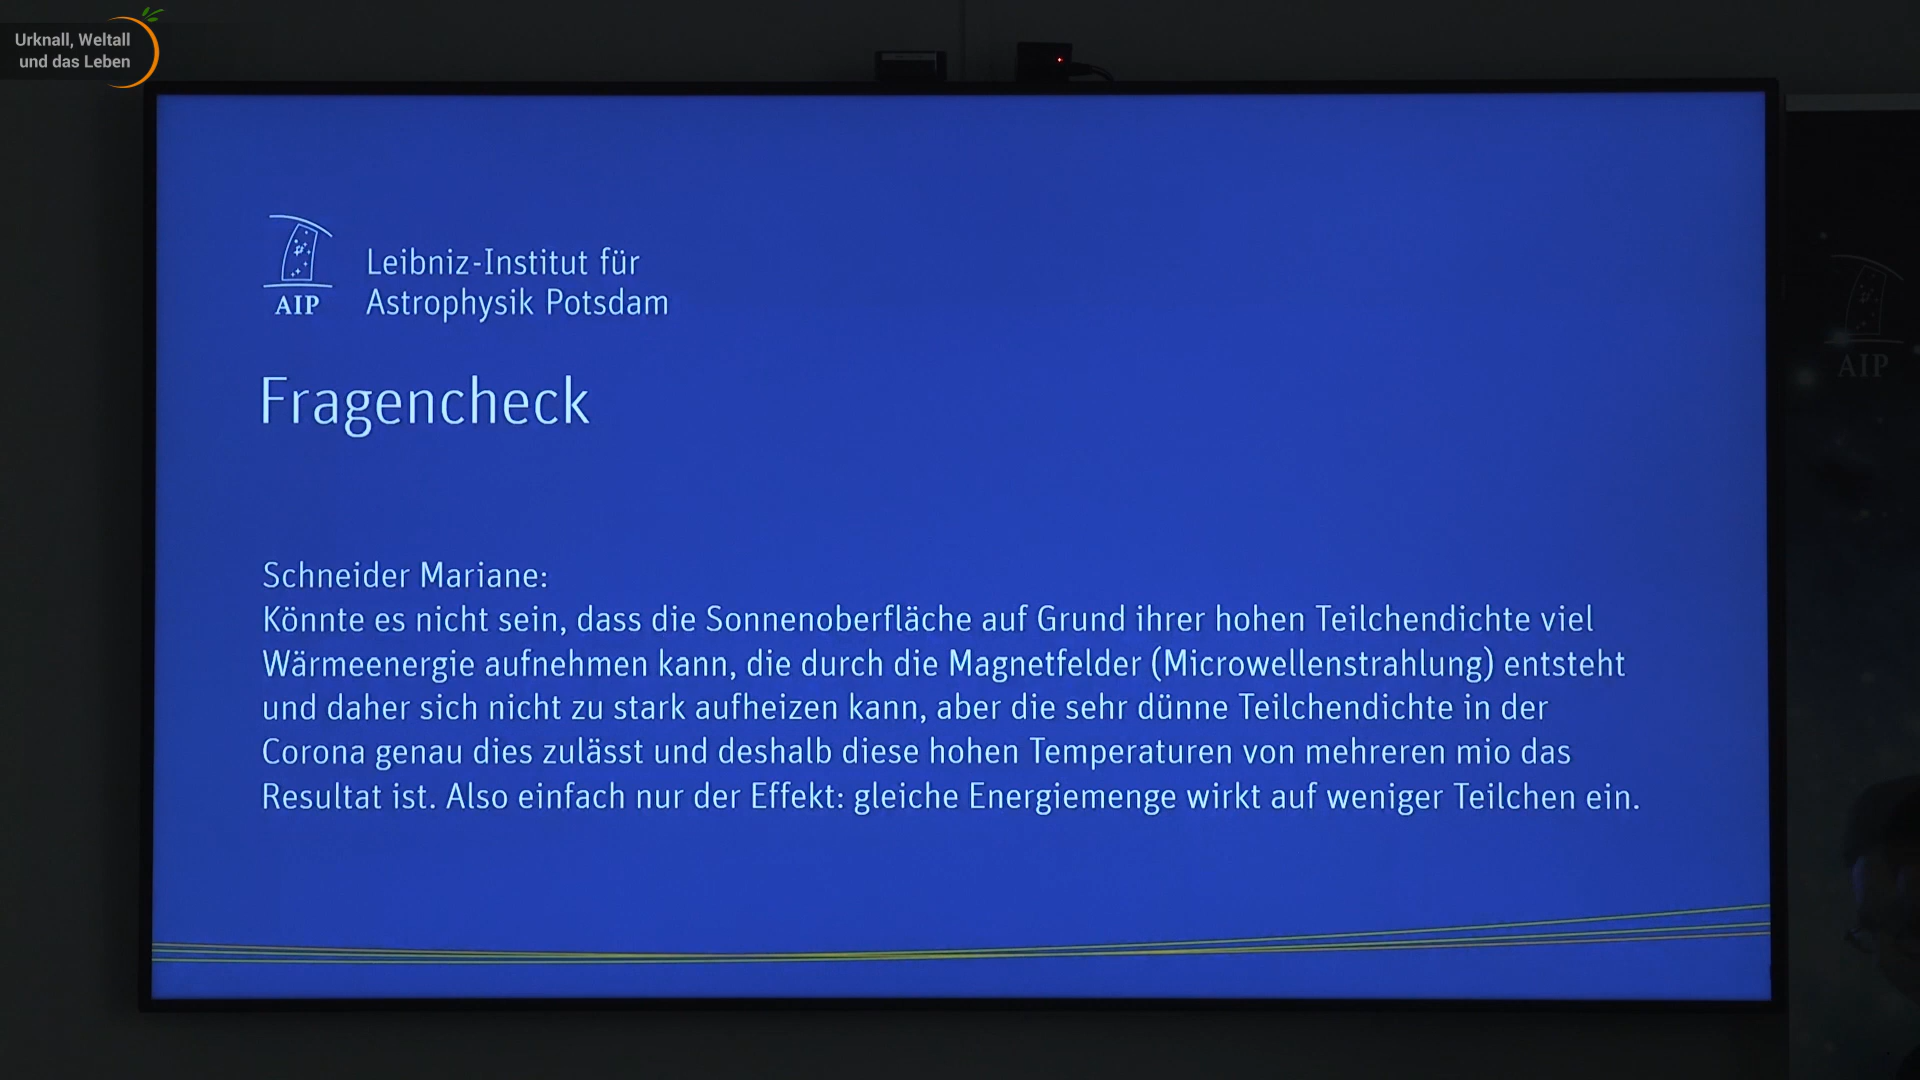 Urknall, Weltall
und das Leben
AIP
Leibniz-Institut für
Astrophysik Potsdam
Fragencheck
Schneider Mariane:
Könnte es nicht sein, dass die Sonnenoberfläche auf Grund ihrer hohen Teilchendichte viel
Wärmeenergie aufnehmen kann, die durch die Magnetfelder (Microwellenstrahlung) entsteht
und daher sich nicht zu stark aufheizen kann, aber die sehr dünne Teilchendichte in der
Corona genau dies zulässt und deshalb diese hohen Temperaturen von mehreren mio das
Resultat ist. Also einfach nur der Effekt: gleiche Energiemenge wirkt auf weniger Teilchen ein.
AIP